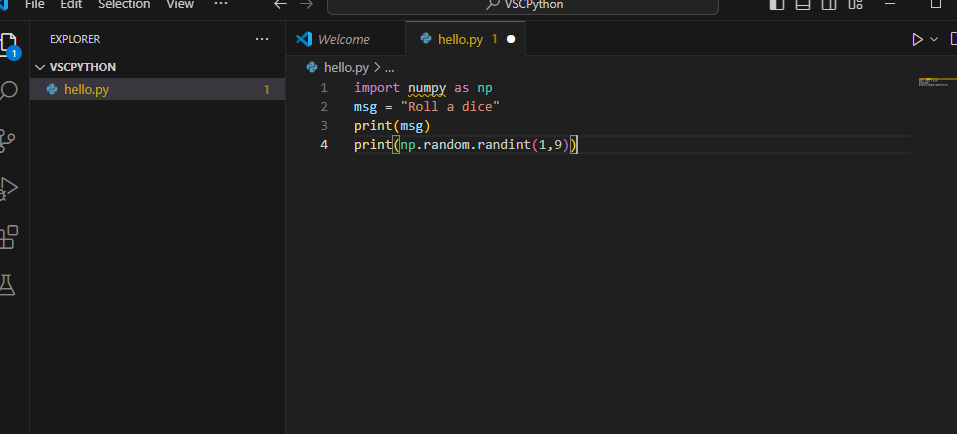 File Edit Selection View ··· VSCPython
EXPLORER ···
Welcome
hello.py 1
1
VSCPYTHON
hello.py 1
hello.py > ...
1 import numpy as np
2 msg = "Roll a dice"
3 print(msg)
4 print(np.random.randint(1,9))